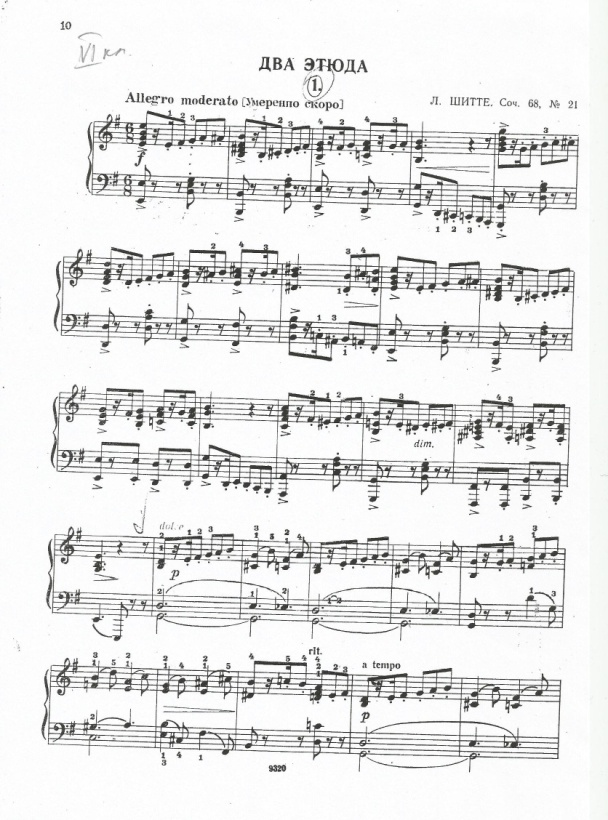 10
VI кл.
ДВА ЭТЮДА
1.
Allegro moderato [Умеренно скоро]
Л. ШИТТЕ. Соч. 68, № 21
f
dim.
dolce
p
rit.
a tempo
p
9320